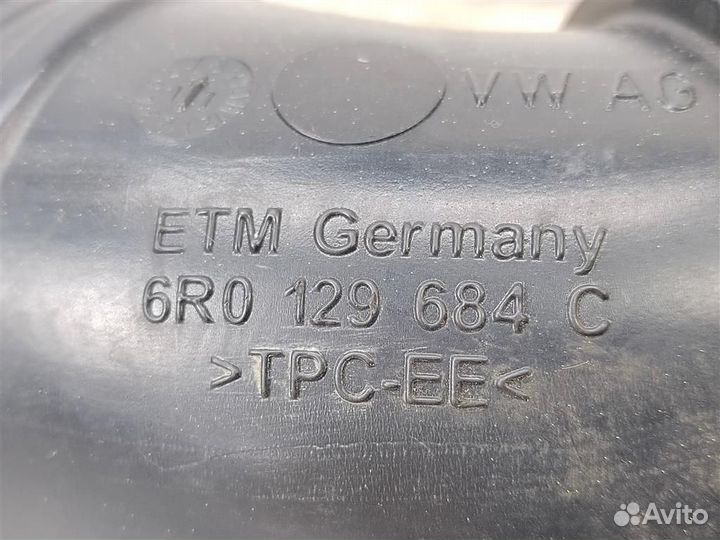 VW AG
ETM Germany
6R0 129 684 C
>TPC-EE<
Avito